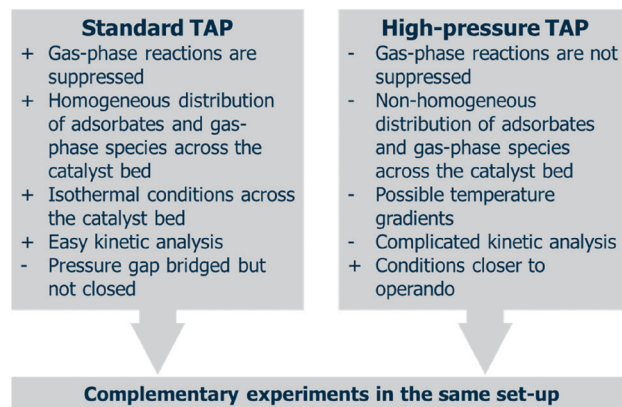 Standard TAP
+ Gas-phase reactions are
suppressed
+ Homogeneous distribution
of adsorbates and gas-
phase species across the
catalyst bed
+ Isothermal conditions across
the catalyst bed
+ Easy kinetic analysis
- Pressure gap bridged but
not closed
High-pressure TAP
- Gas-phase reactions are not
suppressed
- Non-homogeneous
distribution of adsorbates
and gas-phase species
across the catalyst bed
- Possible temperature
gradients
- Complicated kinetic analysis
+ Conditions closer to
operando
Complementary experiments in the same set-up